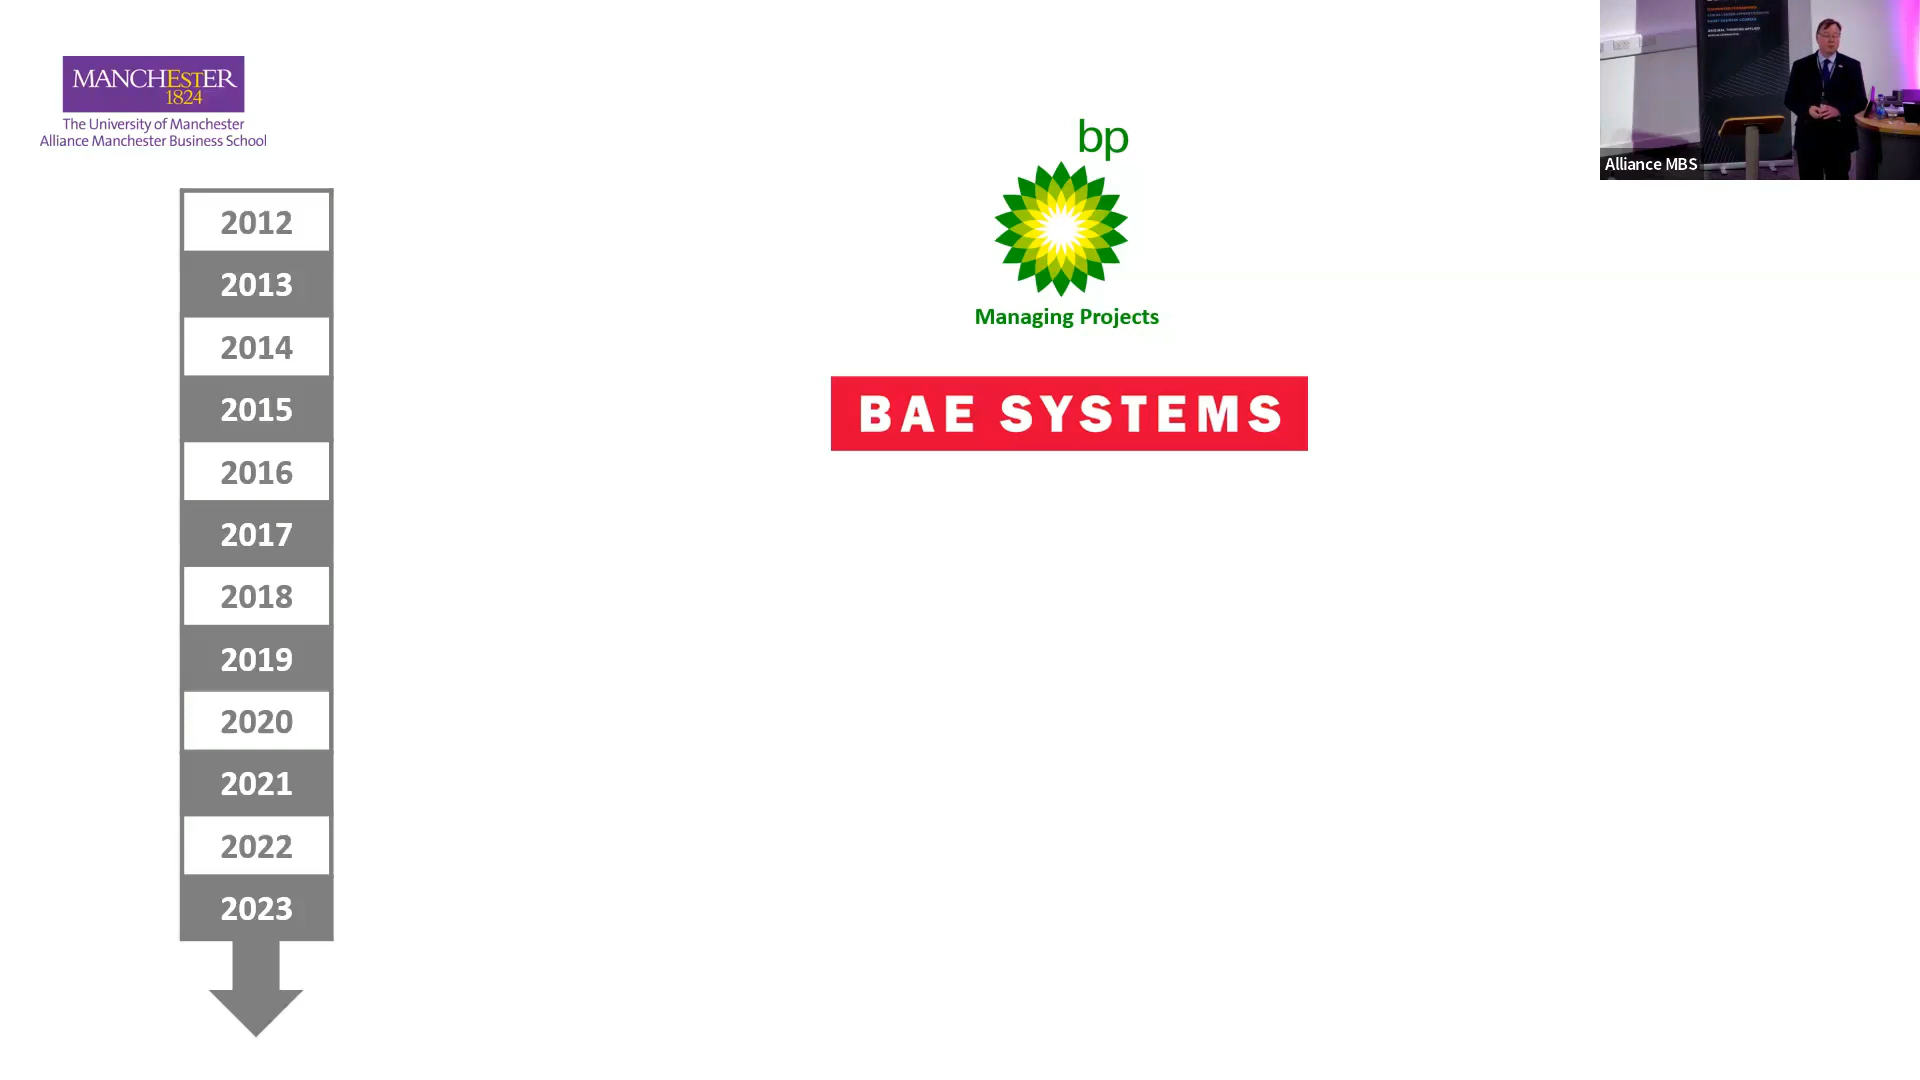 MANCHESTER
1824
The University of Manchester
Alliance Manchester Business School
2012
2013
2014
2015
2016
2017
2018
2019
2020
2021
2022
2023
bp
Managing Projects
BAE SYSTEMS
Alliance MBS